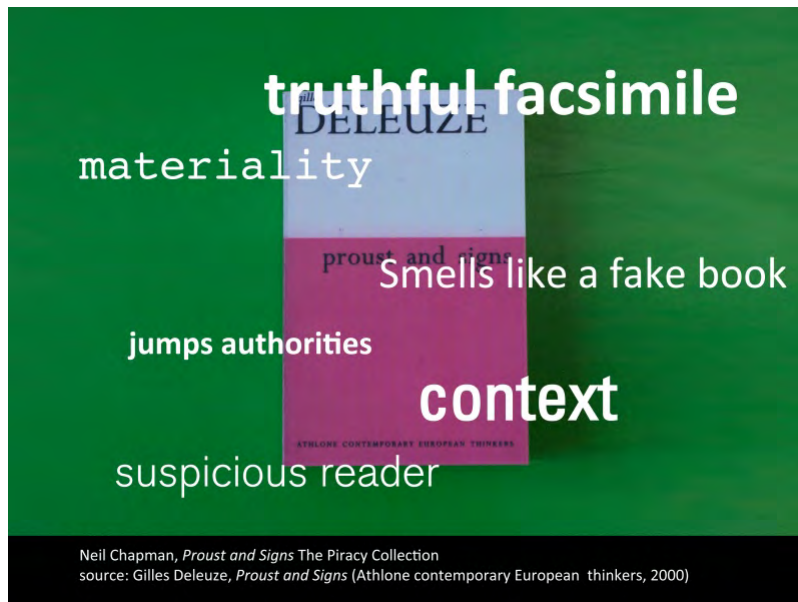 truthful facsimile
gilles
DELEUZE
materiality
proust and signs
Smells like a fake book
jumps authorities
context
ATHLONE CONTEMPORARY EUROPEAN THINKERS
suspicious reader
Neil Chapman, Proust and Signs The Piracy Collection
source: Gilles Deleuze, Proust and Signs (Athlone contemporary European thinkers, 2000)